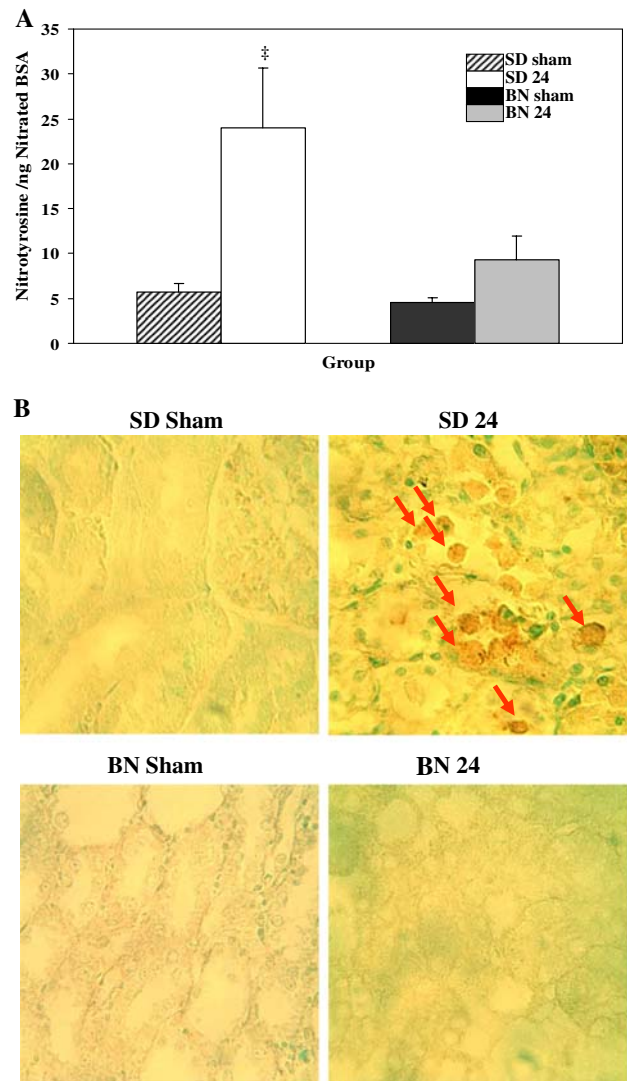 A
35
30
25
20
15
10
5
0
Nitrotyrosine /ng Nitrated BSA
‡
SD sham
SD 24
BN sham
BN 24
Group
B
SD Sham
SD 24
BN Sham
BN 24